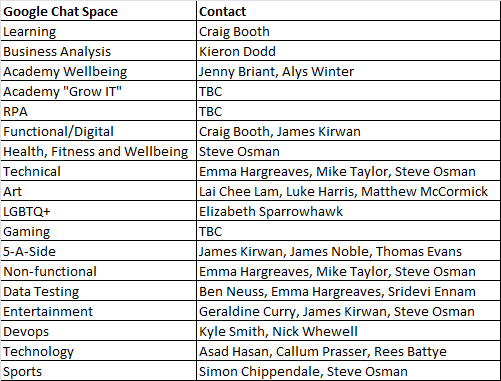 Google Chat Space Contact
Learning Craig Booth
Business Analysis Kieron Dodd
Academy Wellbeing Jenny Briant, Alys Winter
Academy "Grow IT" TBC
RPA TBC
Functional/Digital Craig Booth, James Kirwan
Health, Fitness and Wellbeing Steve Osman
Technical Emma Hargreaves, Mike Taylor, Steve Osman
Art Lai Chee Lam, Luke Harris, Matthew McCormick
LGBTQ+ Elizabeth Sparrowhawk
Gaming TBC
5-A-Side James Kirwan, James Noble, Thomas Evans
Non-functional Emma Hargreaves, Mike Taylor, Steve Osman
Data Testing Ben Neuss, Emma Hargreaves, Sridevi Ennam
Entertainment Geraldine Curry, James Kirwan, Steve Osman
Devops Kyle Smith, Nick Whewell
Technology Asad Hasan, Callum Prasser, Rees Battye
Sports Simon Chippendale, Steve Osman